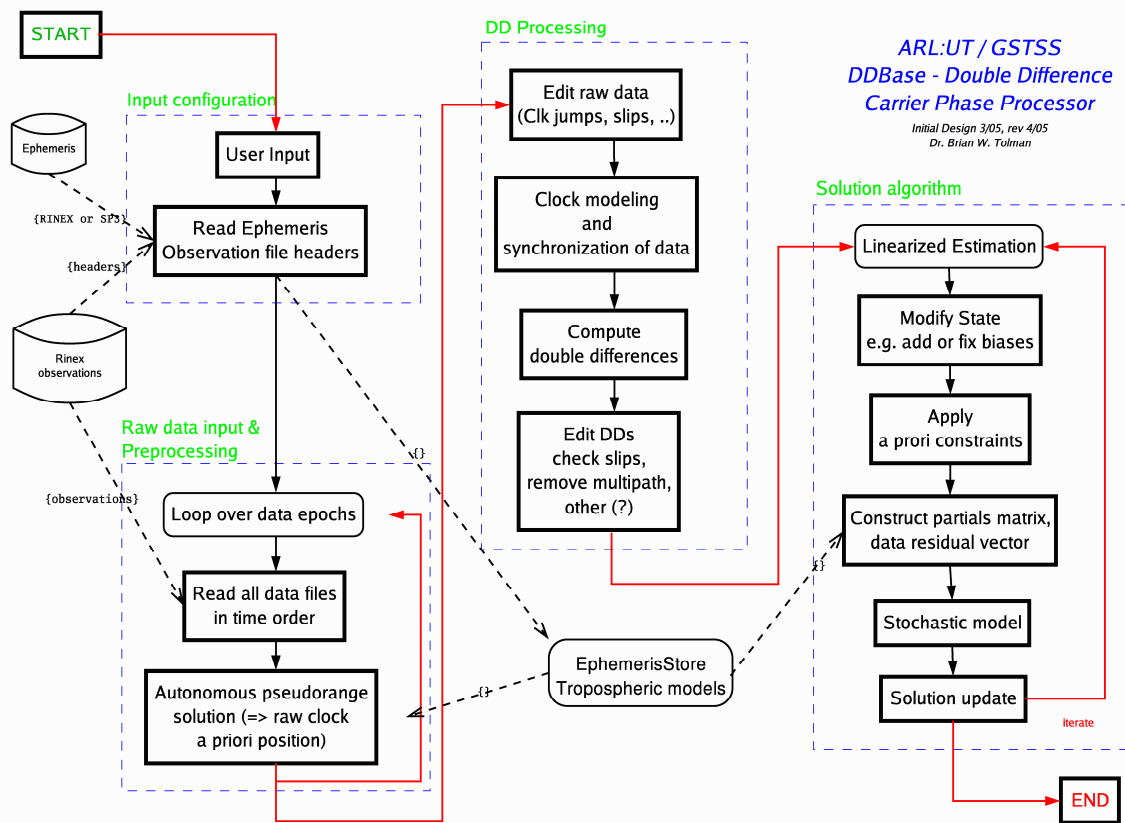 START
DD Processing
ARL:UT / GSTSS
DDBase - Double Difference
Carrier Phase Processor
Initial Design 3/05, rev 4/05
Dr. Brian W. Tolman
Input configuration
Ephemeris
User Input
{RINEX or SP3}
Read Ephemeris
Observation file headers
{headers}
Rinex
observations
Raw data input &
Preprocessing
{observations}
Loop over data epochs
Read all data files
in time order
Autonomous pseudorange
solution (=> raw clock
a priori position)
{}
{}
EphemerisStore
Tropospheric models
{}
Edit raw data
(Clk jumps, slips, ..)
Clock modeling
and
synchronization of data
Compute
double differences
Edit DDs
check slips,
remove multipath,
other (?)
Solution algorithm
Linearized Estimation
Modify State
e.g. add or fix biases
Apply
a prori constraints
Construct partials matrix,
data residual vector
Stochastic model
Solution update
iterate
END